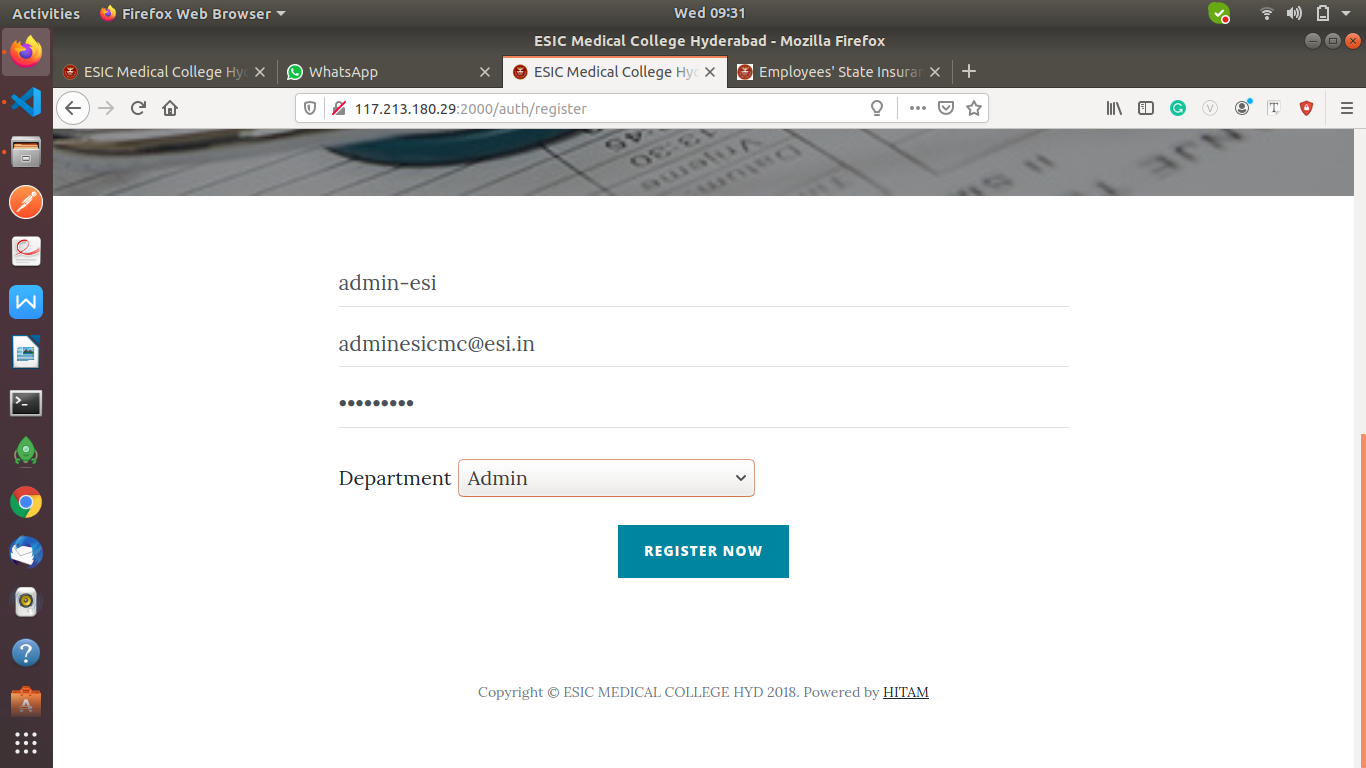 Activities
Firefox Web Browser
Wed 09:31
ESIC Medical College Hyderabad - Mozilla Firefox
ESIC Medical College Hy
WhatsApp
ESIC Medical College Hy
Employees' State Insurar
117.213.180.29:2000/auth/register
admin-esi
adminesicmc@esi.in
•••••••••
Department
Admin
REGISTER NOW
Copyright © ESIC MEDICAL COLLEGE HYD 2018. Powered by HITAM